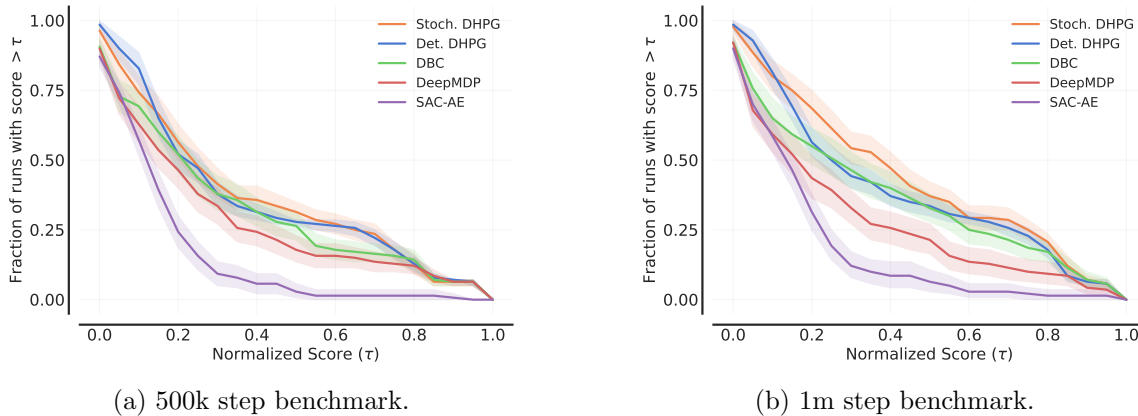 Fraction of runs with score > τ
1.00
0.75
0.50
0.25
0.00
Stoch. DHPG
Det. DHPG
DBC
DeepMDP
SAC-AE
0.0 0.2 0.4 0.6 0.8 1.0
Normalized Score (τ)
(a) 500k step benchmark.
Fraction of runs with score > τ
1.00
0.75
0.50
0.25
0.00
Stoch. DHPG
Det. DHPG
DBC
DeepMDP
SAC-AE
0.0 0.2 0.4 0.6 0.8 1.0
Normalized Score (τ)
(b) 1m step benchmark.